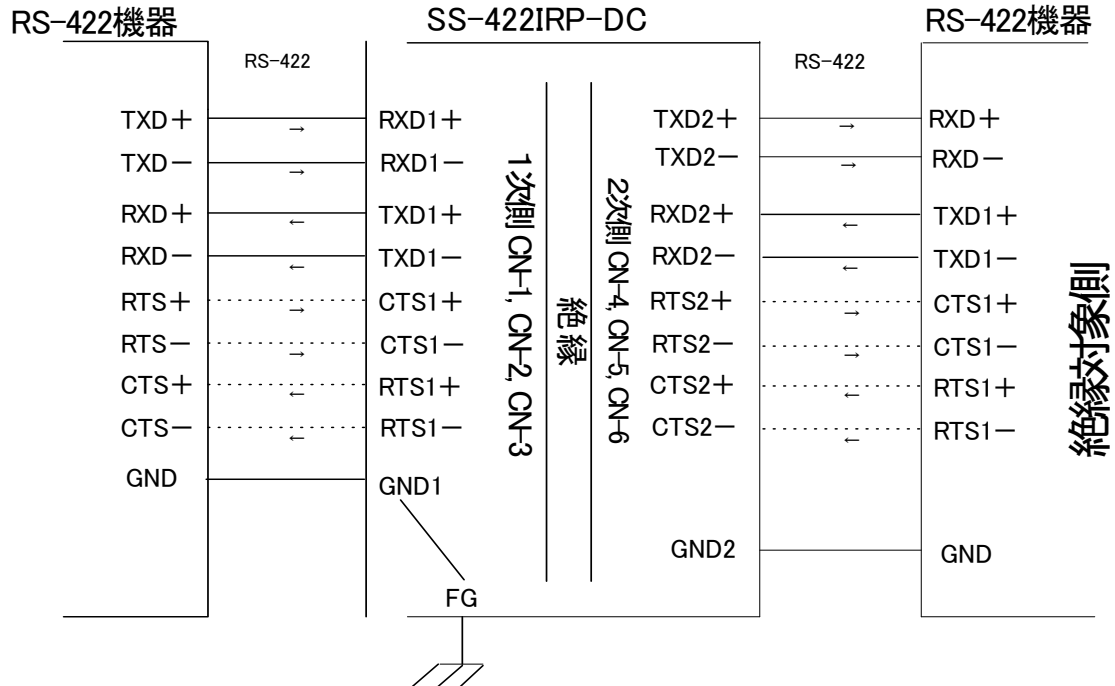 RS-422機器 SS-422IRP-DC RS-422機器
RS-422 RS-422
TXD+ → RXD1+ TXD2+ → RXD+
TXD- → RXD1- TXD2- → RXD-
RXD+ ← TXD1+ RXD2+ ← TXD1+
RXD- ← TXD1- RXD2- ← TXD1-
RTS+ → CTS1+ RTS2+ → CTS1+
RTS- → CTS1- RTS2- → CTS1-
CTS+ ← RTS1+ CTS2+ ← RTS1+
CTS- ← RTS1- CTS2- ← RTS1-
GND GND1
GND2 GND
FG
1次側 CN-1, CN-2, CN-3
絶縁
2次側 CN-4, CN-5, CN-6
絶縁対象側